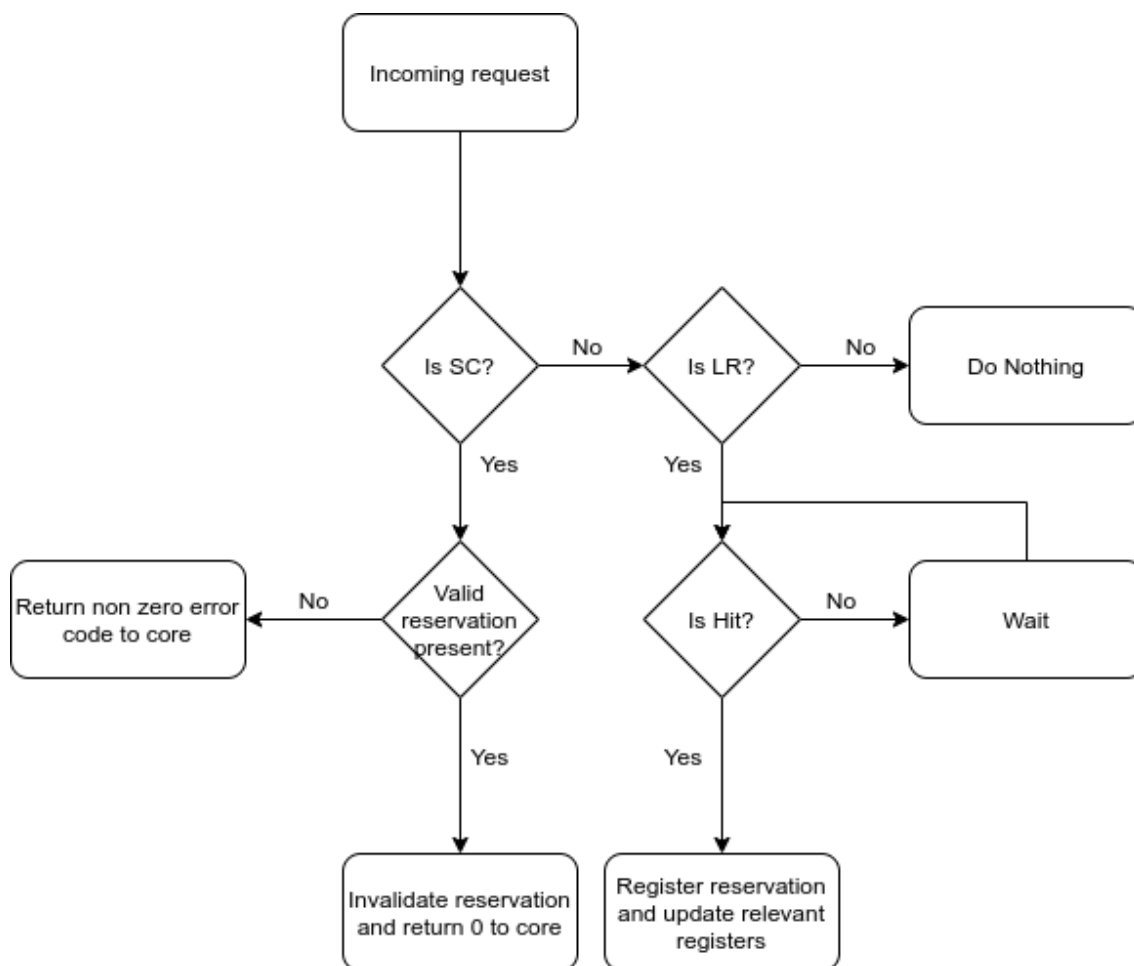 Incoming request
Is SC?
No
Is LR?
No
Do Nothing
Yes
Yes
Return non zero error
code to core
No
Valid
reservation
present?
Is Hit?
No
Wait
Yes
Yes
Invalidate reservation
and return 0 to core
Register reservation
and update relevant
registers